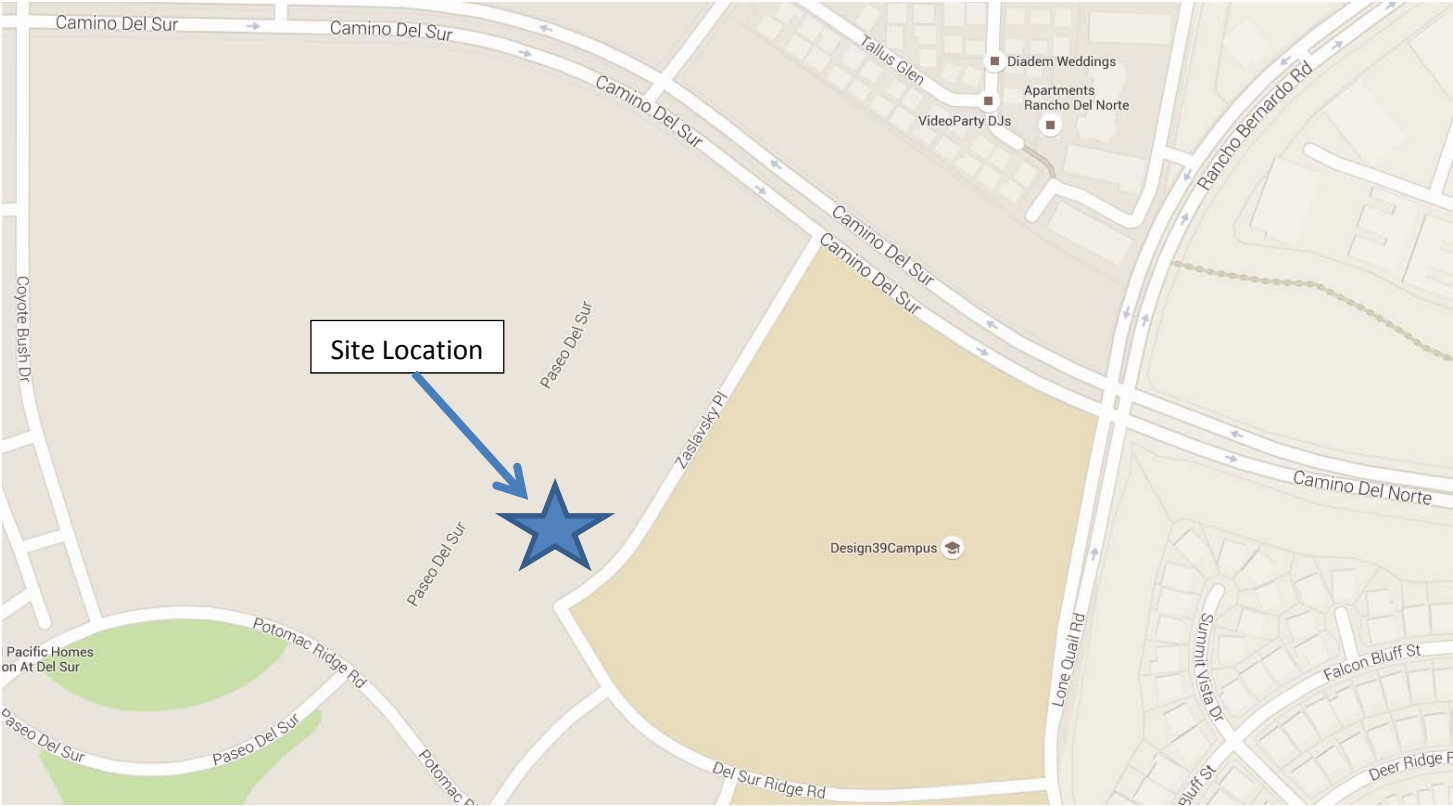 Camino Del Sur
Camino Del Sur
Camino Del Sur
Tallus Glen
Diadem Weddings
Apartments
Rancho Del Norte
VideoParty DJs
Rancho Bernardo Rd
Camino Del Sur
Camino Del Sur
Coyote Bush Dr
Paseo Del Sur
Site Location
Zaslavsky Pl
Camino Del Norte
Paseo Del Sur
Design39Campus
Potomac Ridge Rd
Pacific Homes
on At Del Sur
Lone Quail Rd
Summit Vista Dr
Falcon Bluff St
Paseo Del Sur
Paseo Del Sur
Potomac R
Del Sur Ridge Rd
Bluff St
Deer Ridge